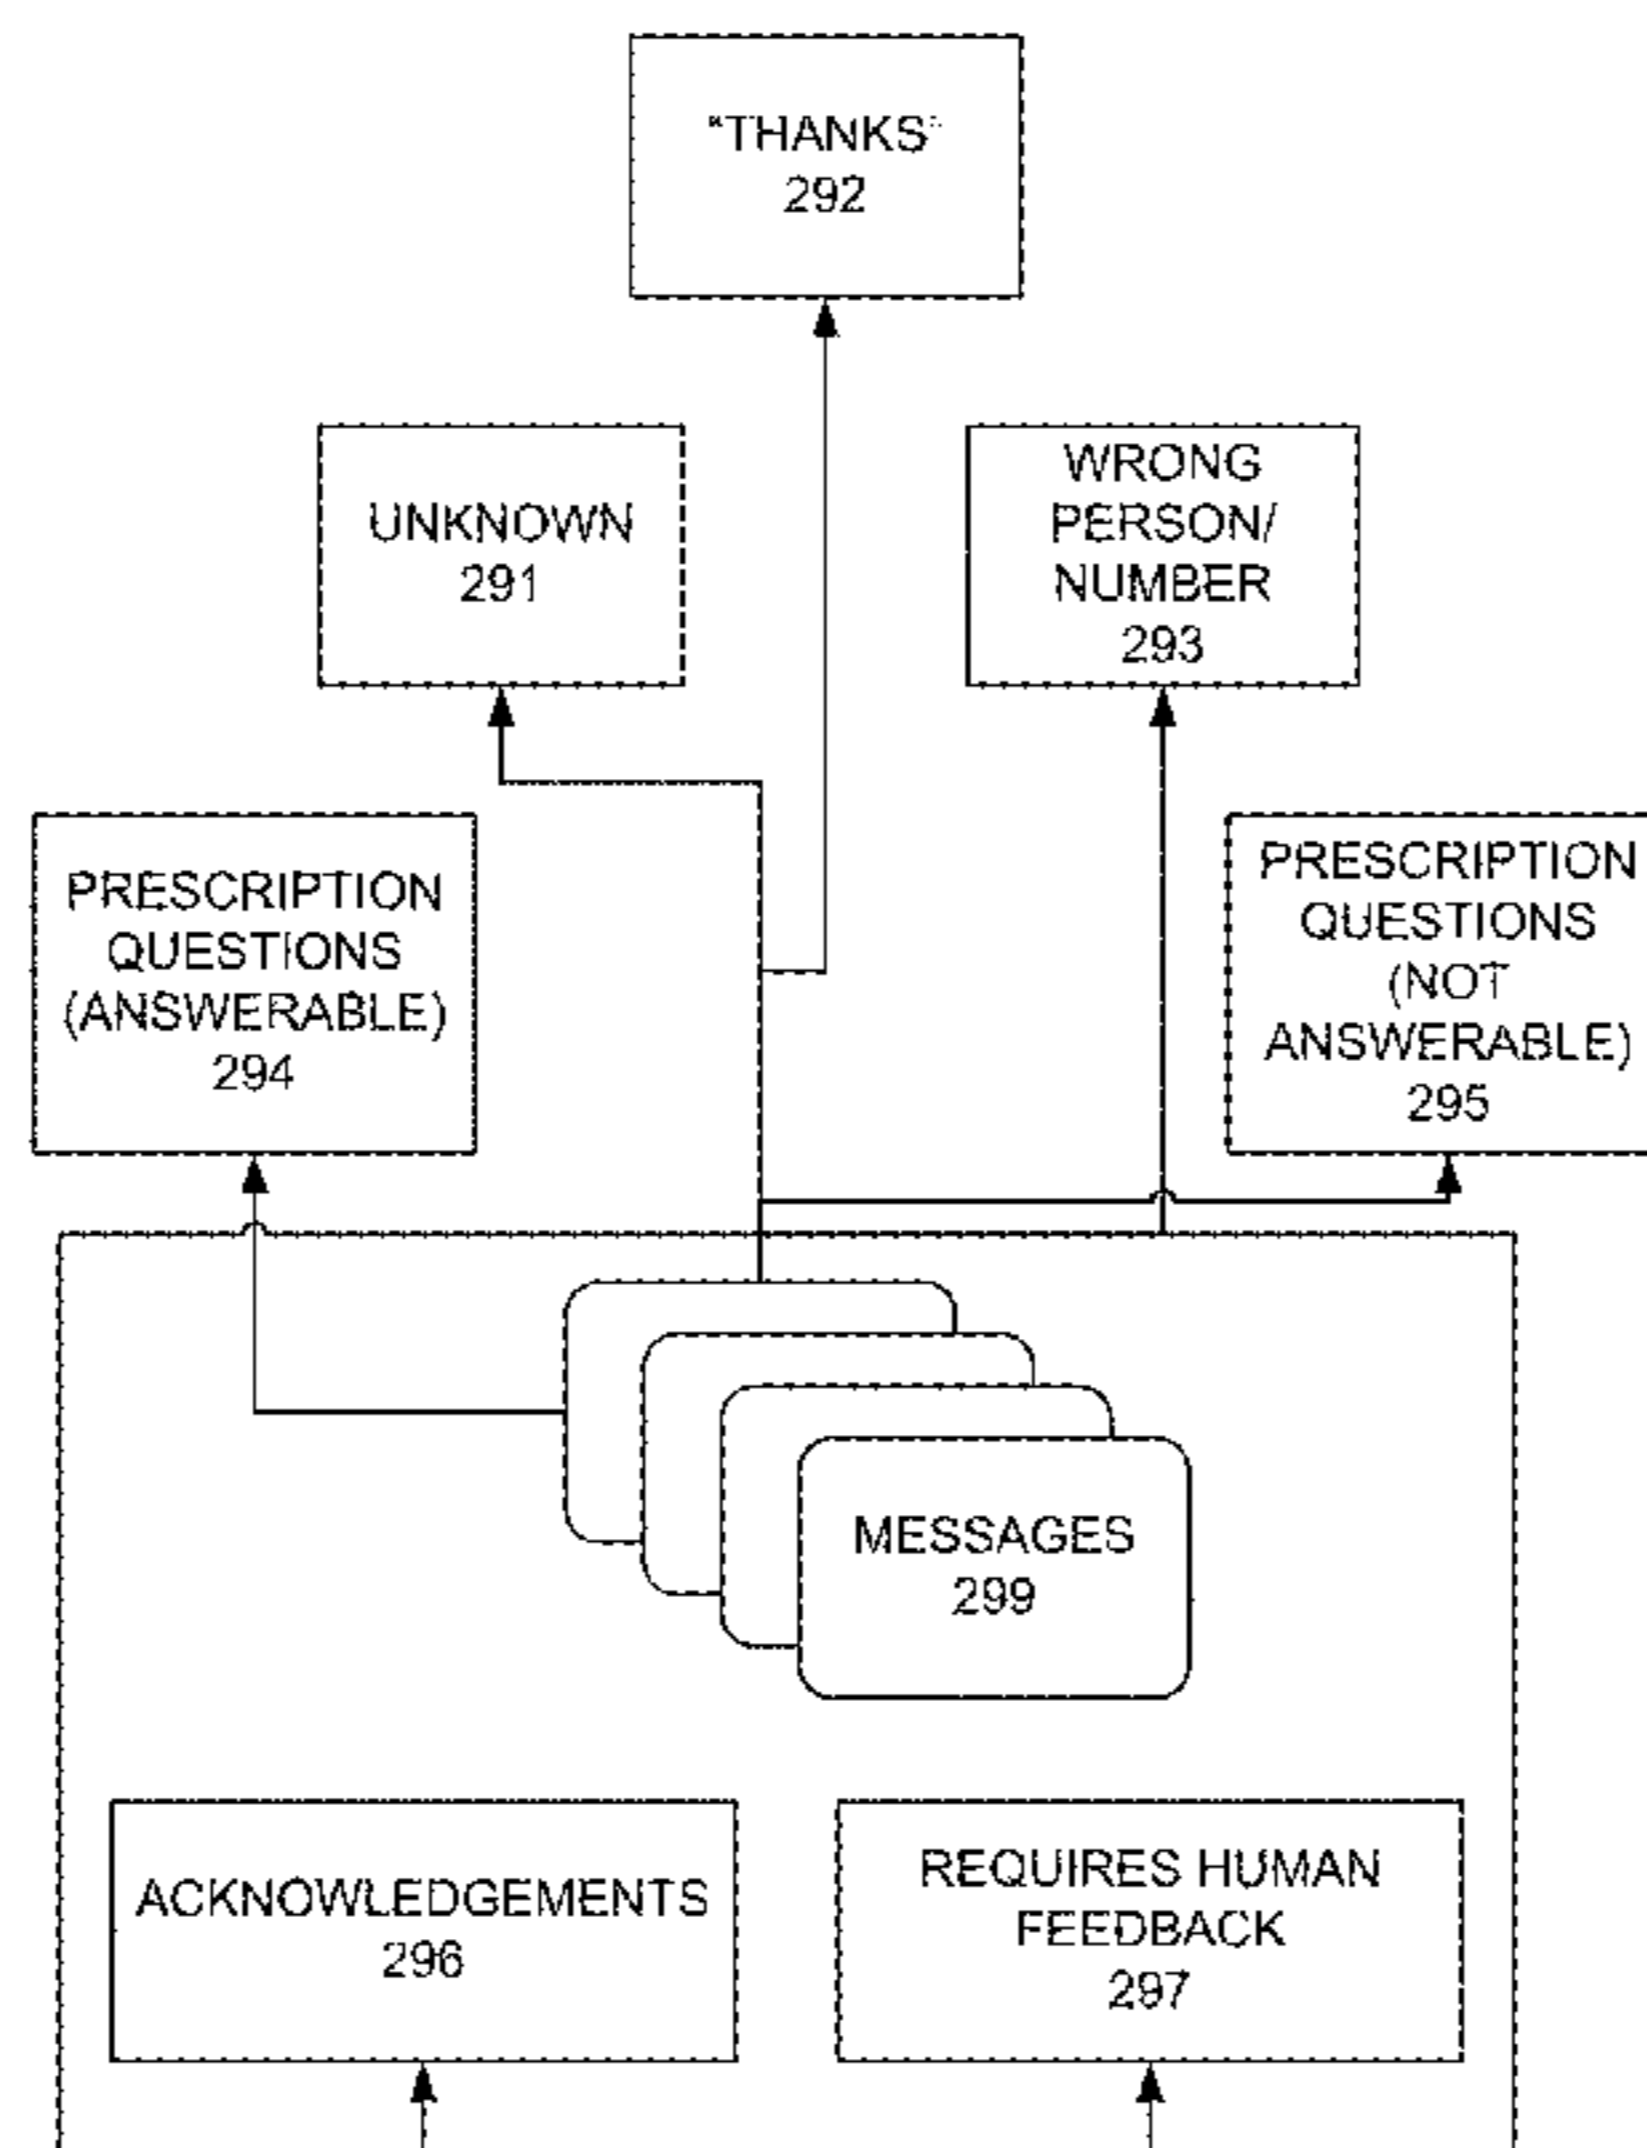 "THANKS"
292
UNKNOWN
291
WRONG
PERSON/
NUMBER
293
PRESCRIPTION
QUESTIONS
(ANSWERABLE)
294
PRESCRIPTION
QUESTIONS
(NOT
ANSWERABLE)
295
MESSAGES
299
ACKNOWLEDGEMENTS
296
REQUIRES HUMAN
FEEDBACK
297